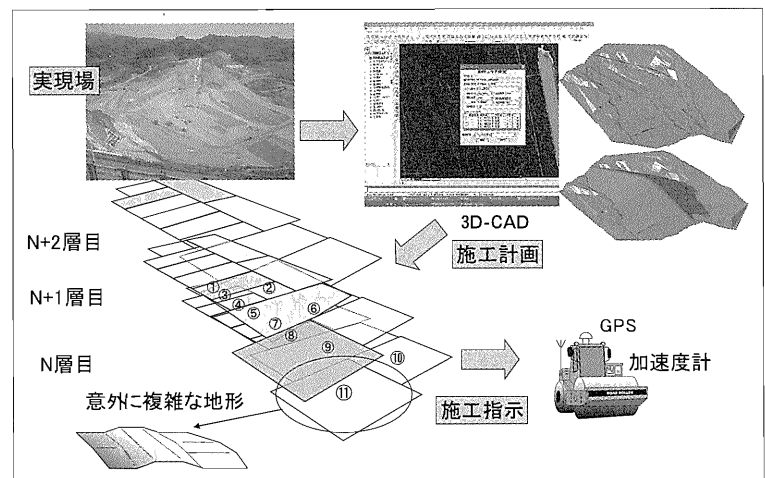 実現場
3D-CAD
施工計画
N+2層目
N+1層目
N層目
①
②
③
④
⑤
⑥
⑦
⑧
⑨
⑩
⑪
意外に複雑な地形
施工指示
GPS
加速度計